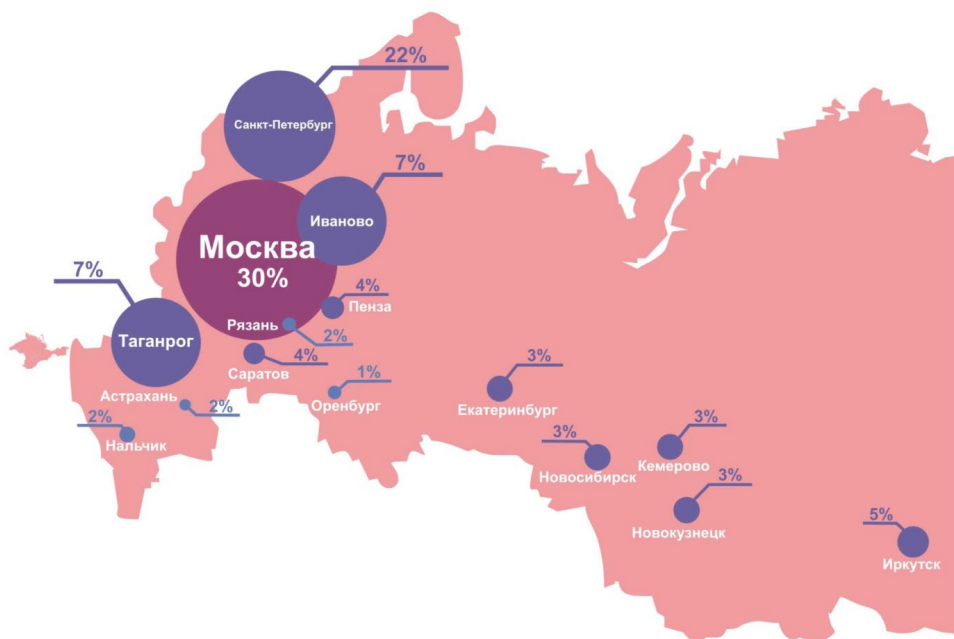 22%
Санкт-Петербург
7%
Иваново
Москва
30%
7%
Таганрог
4%
Пенза
Рязань
2%
4%
Саратов
1%
Оренбург
Астрахань
2%
2%
Нальчик
3%
Екатеринбург
3%
Новосибирск
3%
Кемерово
3%
Новокузнецк
5%
Иркутск